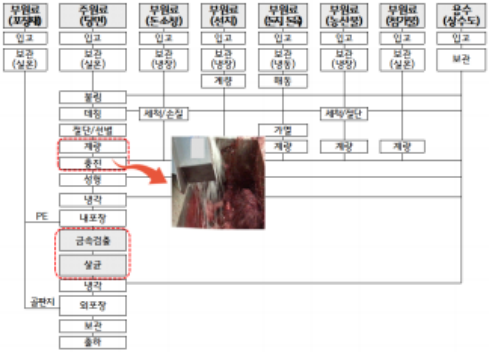 부원료 주원료 부원료 부원료 부원료 부원료 부원료 용수
(포장재) (당면) (돈소창) (선지) (돈지, 돈육) (농산물) (첨가물) (상수도)
입고 입고 입고 입고 입고 입고 입고 입고
보관 보관 보관 보관 보관 보관 보관 보관
(실온) (실온) (냉장) (냉장) (냉동) (냉장) (실온)
계량 해동
불림
데침 세척/손질 세척/절단
절단/선별 가열
계량 계량 계량 계량
충진
성형
냉각
PE 내포장
금속검출
살균
냉각
골판지 외포장
보관
출하